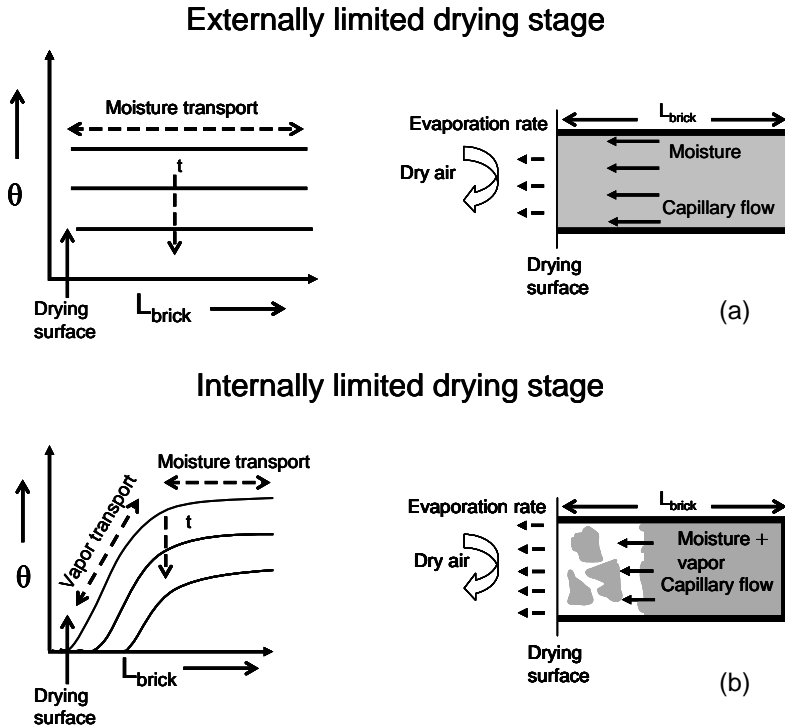 Externally limited drying stage
Moisture transport
t
θ
Drying
surface
L_brick
L_brick
Evaporation rate
Dry air
Moisture
Capillary flow
Drying
surface
(a)
Internally limited drying stage
Moisture transport
Vapor transport
t
θ
L_brick
Drying
surface
L_brick
Evaporation rate
Dry air
Moisture +
vapor
Capillary flow
Drying
surface
(b)